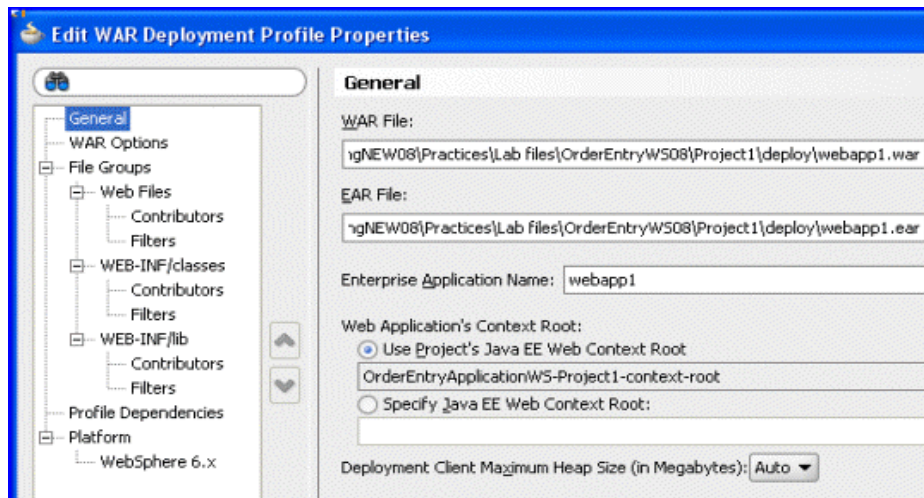 Edit WAR Deployment Profile Properties
General
WAR Options
File Groups
Web Files
Contributors
Filters
WEB-INF/classes
Contributors
Filters
WEB-INF/lib
Contributors
Filters
Profile Dependencies
Platform
WebSphere 6.x
General
WAR File:
ngNEW08\Practices\Lab files\OrderEntryWS08\Project1\deploy\webapp1.war
EAR File:
ngNEW08\Practices\Lab files\OrderEntryWS08\Project1\deploy\webapp1.ear
Enterprise Application Name: webapp1
Web Application's Context Root:
Use Project's Java EE Web Context Root
OrderEntryApplicationWS-Project1-context-root
Specify Java EE Web Context Root:
Deployment Client Maximum Heap Size (in Megabytes): Auto